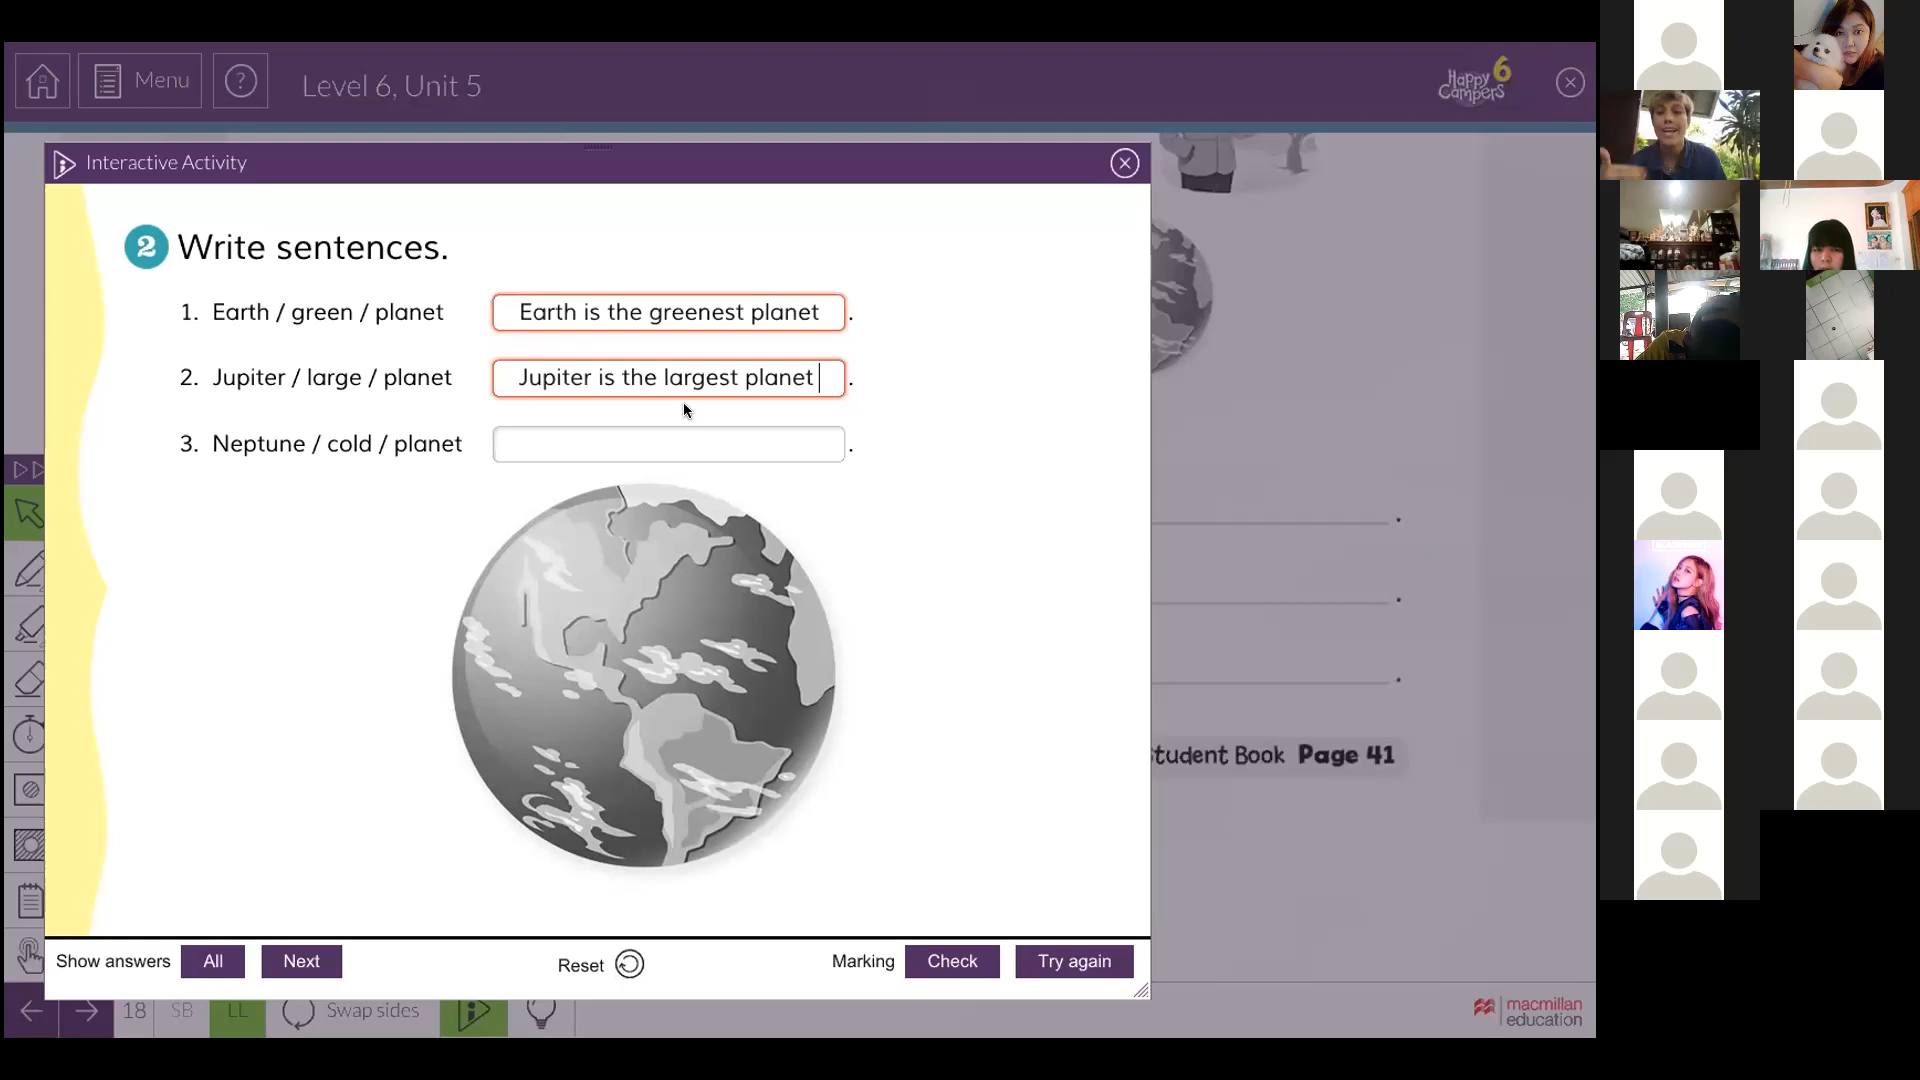 Menu
?
Level 6, Unit 5
Happy Campers 6
Interactive Activity
2 Write sentences.
1. Earth / green / planet Earth is the greenest planet .
2. Jupiter / large / planet Jupiter is the largest planet .
3. Neptune / cold / planet .
tudent Book Page 41
Show answers All Next Reset Marking Check Try again
18 SB LL Swap sides
macmillan
education